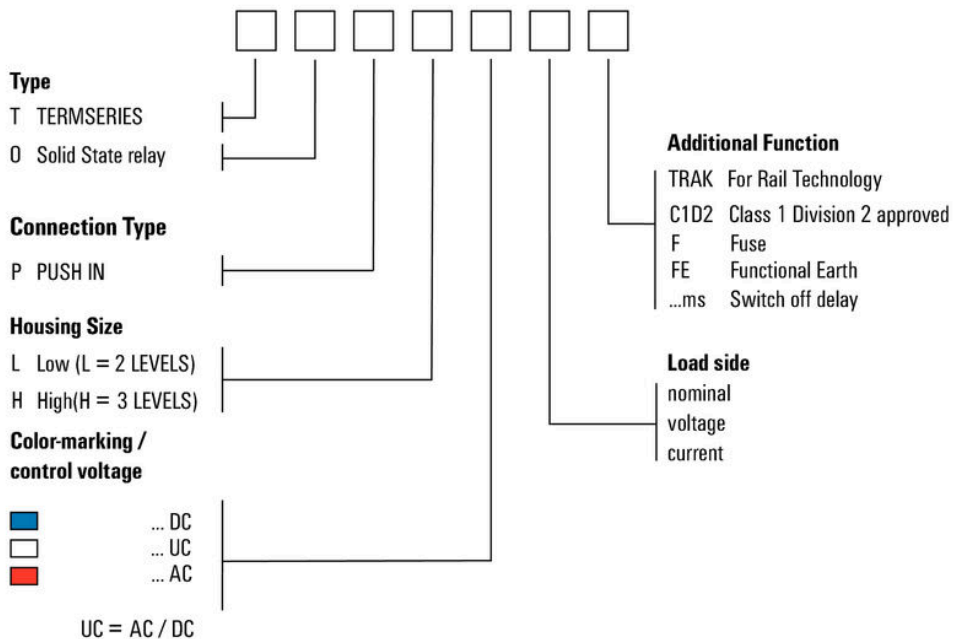 Type
T TERMSERIES
O Solid State relay
Connection Type
P PUSH IN
Housing Size
L Low (L = 2 LEVELS)
H High(H = 3 LEVELS)
Color-marking /
control voltage
... DC
... UC
... AC
UC = AC / DC
Additional Function
TRAK For Rail Technology
C1D2 Class 1 Division 2 approved
F Fuse
FE Functional Earth
...ms Switch off delay
Load side
nominal
voltage
current